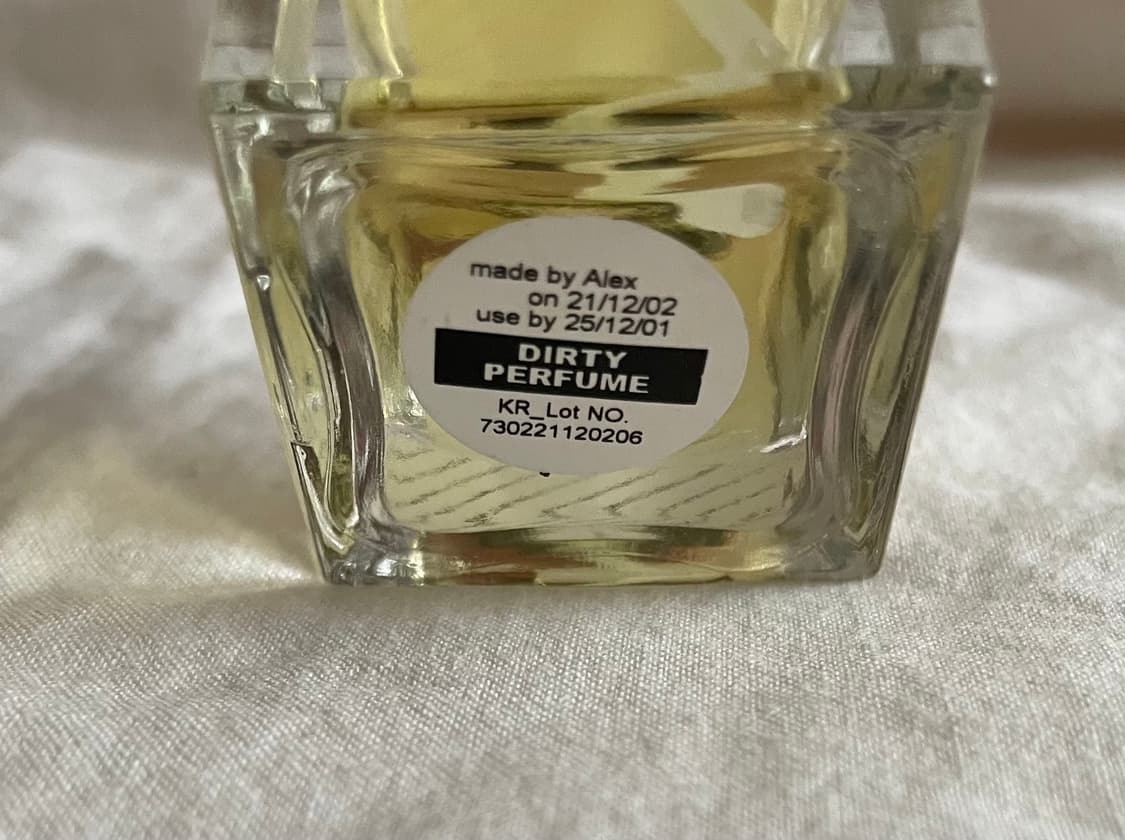 made by Alex
on 21/12/02
use by 25/12/01
DIRTY
PERFUME
KR_Lot NO.
730221120206